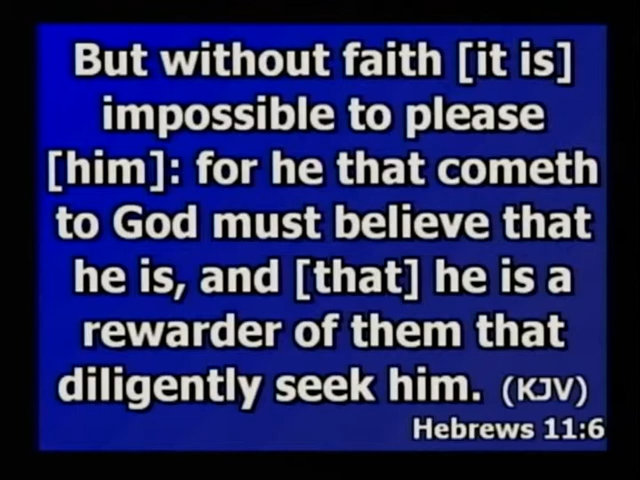 But without faith [it is]
impossible to please
[him]: for he that cometh
to God must believe that
he is, and [that] he is a
rewarder of them that
diligently seek him. (KJV)
Hebrews 11:6